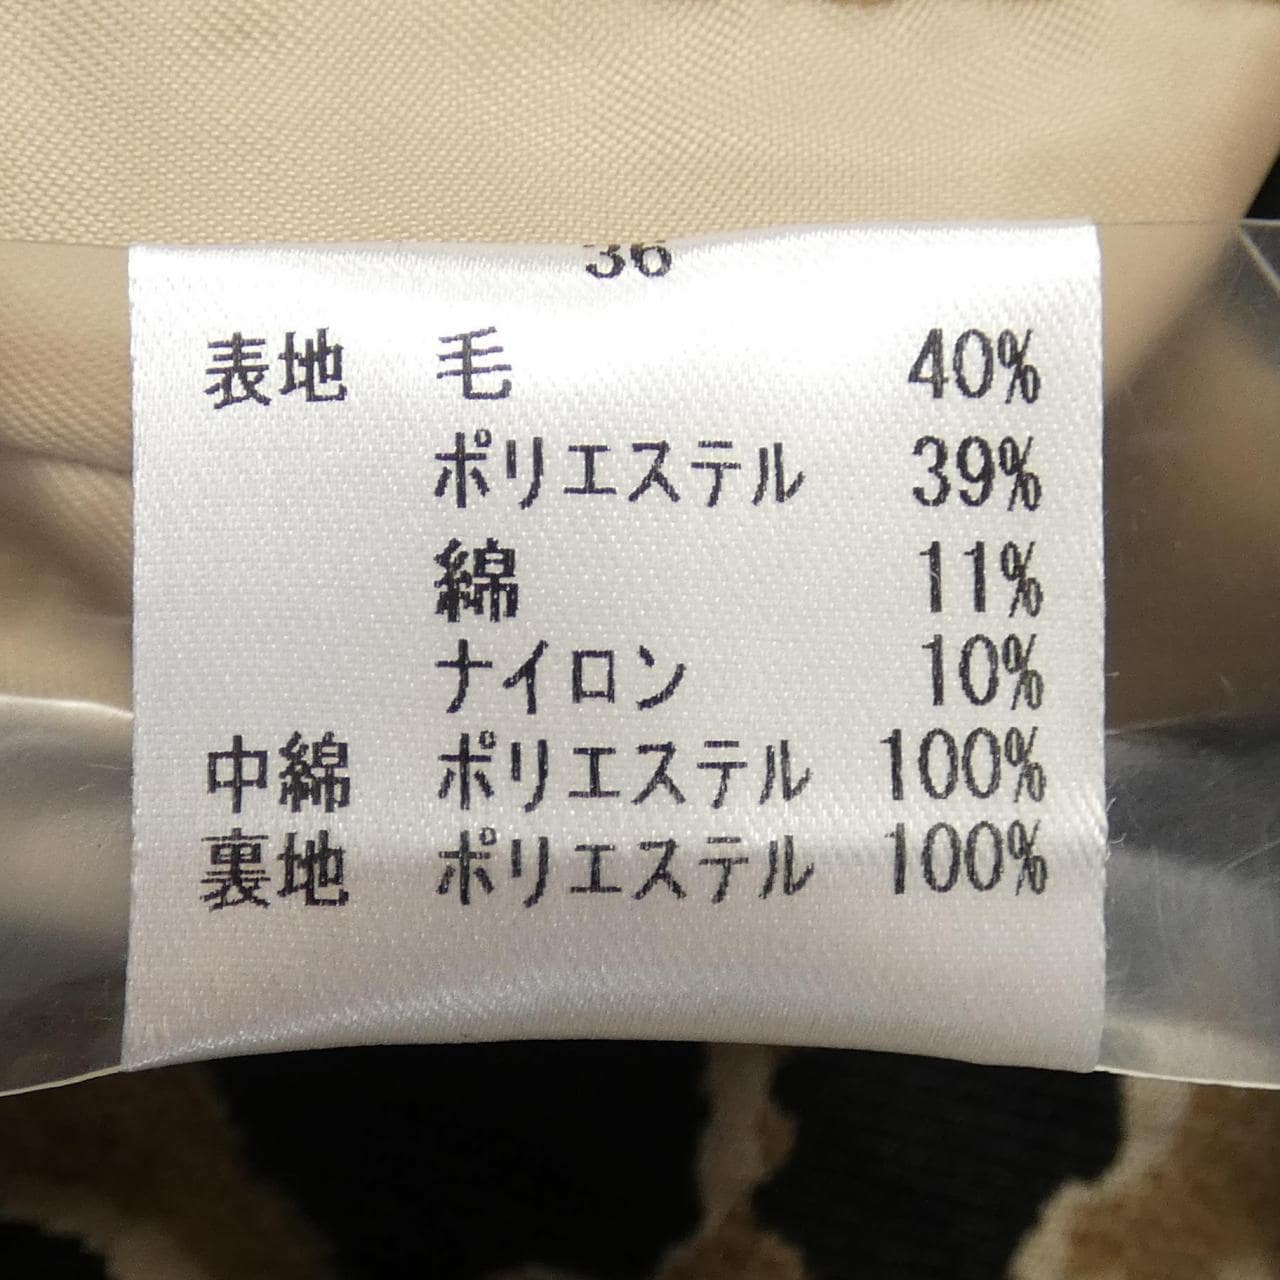 36
表地 毛 40%
ポリエステル 39%
綿 11%
ナイロン 10%
中綿 ポリエステル 100%
裏地 ポリエステル 100%